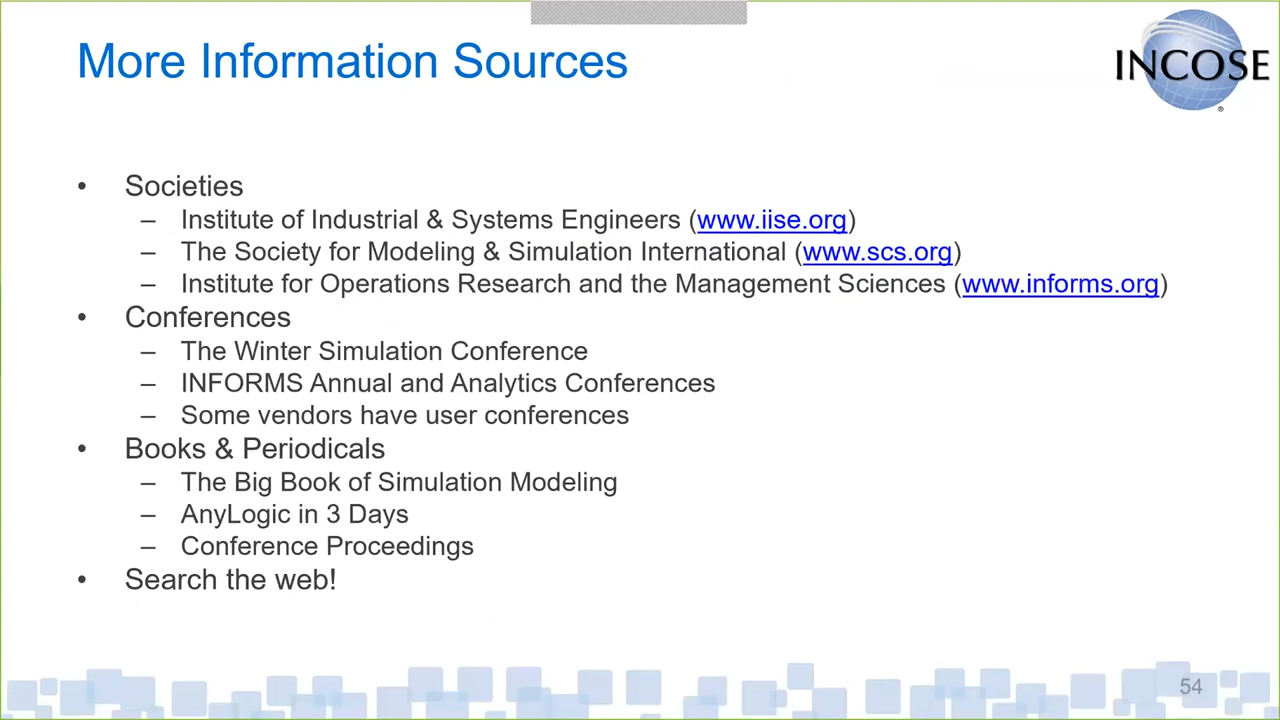 More Information Sources
INCOSE
®
• Societies
– Institute of Industrial & Systems Engineers (www.iise.org)
– The Society for Modeling & Simulation International (www.scs.org)
– Institute for Operations Research and the Management Sciences (www.informs.org)
• Conferences
– The Winter Simulation Conference
– INFORMS Annual and Analytics Conferences
– Some vendors have user conferences
• Books & Periodicals
– The Big Book of Simulation Modeling
– AnyLogic in 3 Days
– Conference Proceedings
• Search the web!
54